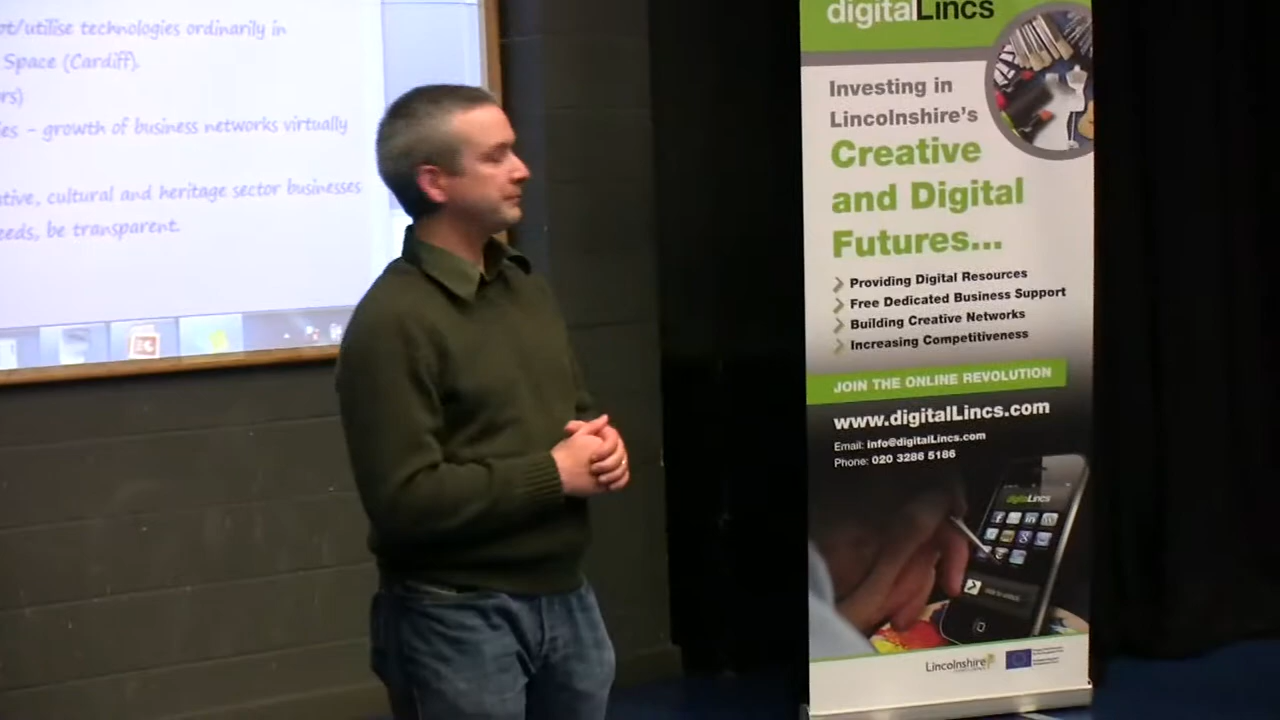 utilise technologies ordinarily in
Space (Cardiff).
rs)
es - growth of business networks virtually
tive, cultural and heritage sector businesses
eeds, be transparent.
digitalLincs
Investing in
Lincolnshire's
Creative
and Digital
Futures...
Providing Digital Resources
Free Dedicated Business Support
Building Creative Networks
Increasing Competitiveness
JOIN THE ONLINE REVOLUTION
www.digitalLincs.com
Email: info@digitalLincs.com
Phone: 020 3286 5186
digitalLincs
Lincolnshire